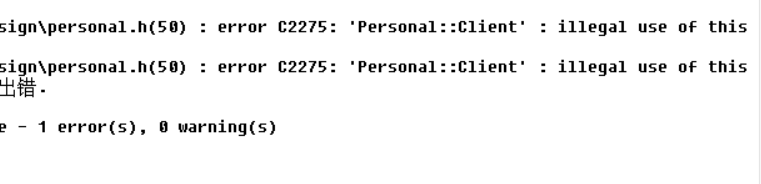 sign\personal.h(50) : error C2275: 'Personal::Client' : illegal use of this
sign\personal.h(50) : error C2275: 'Personal::Client' : illegal use of this
出错.
e - 1 error(s), 0 warning(s)